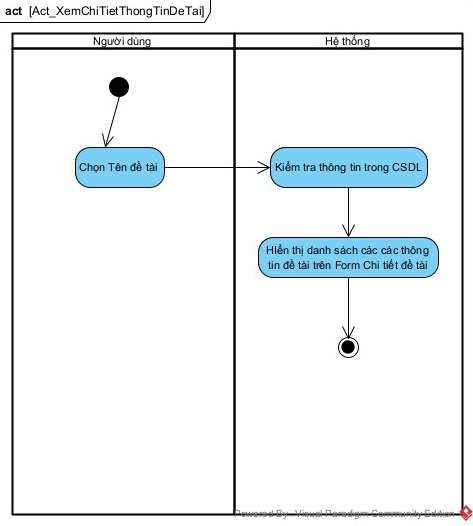 act [Act_XemChiTietThongTinDeTai]
Người dùng
Hệ thống
Chọn Tên đề tài
Kiểm tra thông tin trong CSDL
HIển thị danh sách các các thông
tin đề tài trên Form Chi tiết đề tài
Powered By Visual Paradigm Community Edition